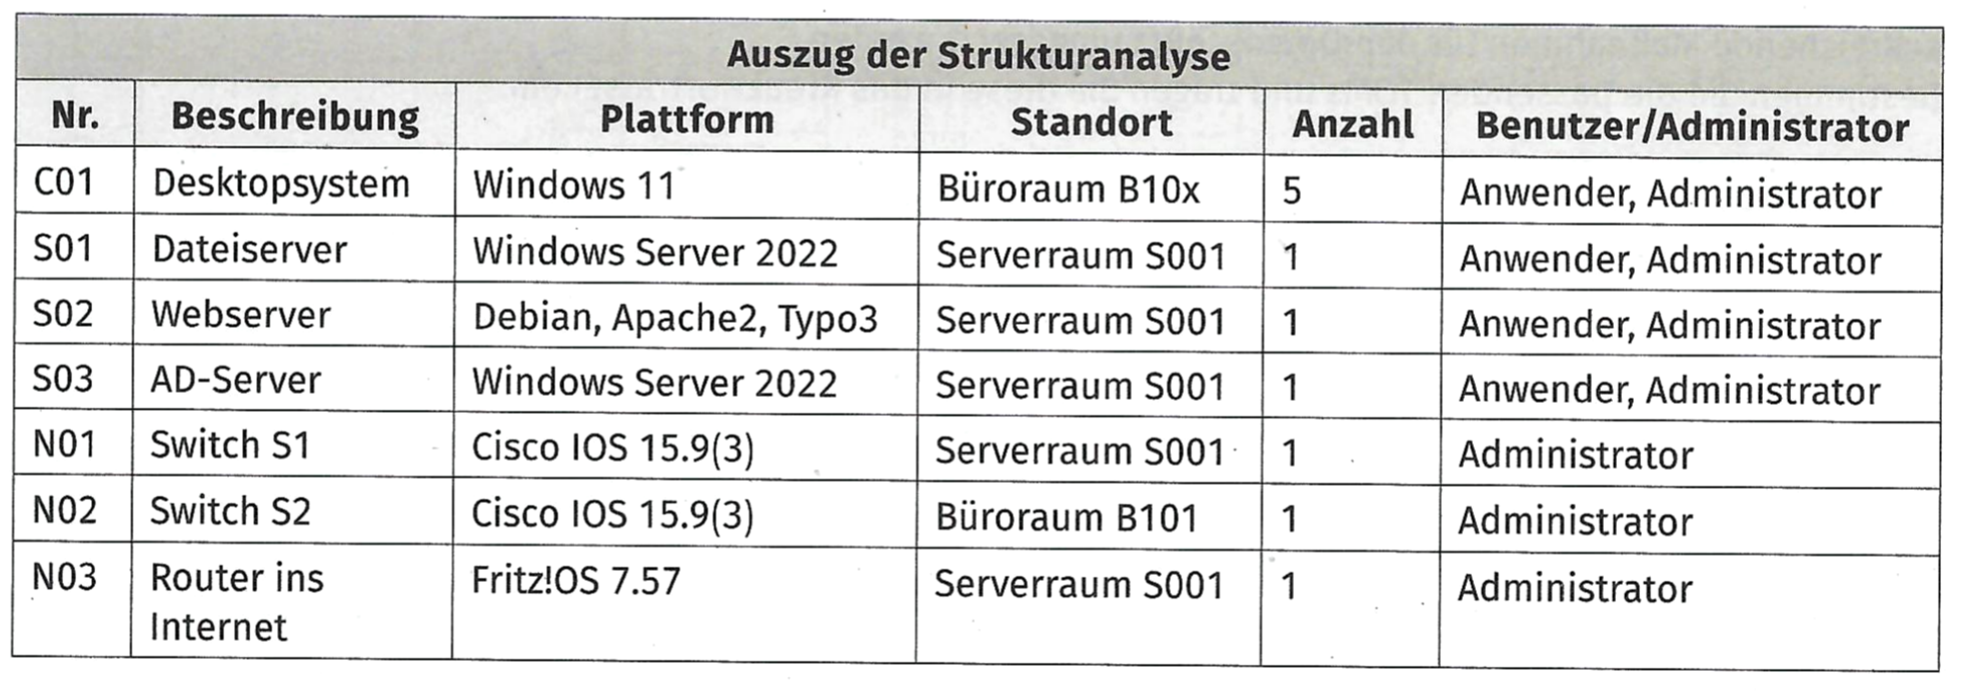 Auszug der Strukturanalyse
Nr. Beschreibung Plattform Standort Anzahl Benutzer/Administrator
C01 Desktopsystem Windows 11 Büroraum B10x 5 Anwender, Administrator
S01 Dateiserver Windows Server 2022 Serverraum S001 1 Anwender, Administrator
S02 Webserver Debian, Apache2, Typo3 Serverraum S001 1 Anwender, Administrator
S03 AD-Server Windows Server 2022 Serverraum S001 1 Anwender, Administrator
N01 Switch S1 Cisco IOS 15.9(3) Serverraum S001 1 Administrator
N02 Switch S2 Cisco IOS 15.9(3) Büroraum B101 1 Administrator
N03 Router ins Fritz!OS 7.57 Serverraum S001 1 Administrator
Internet